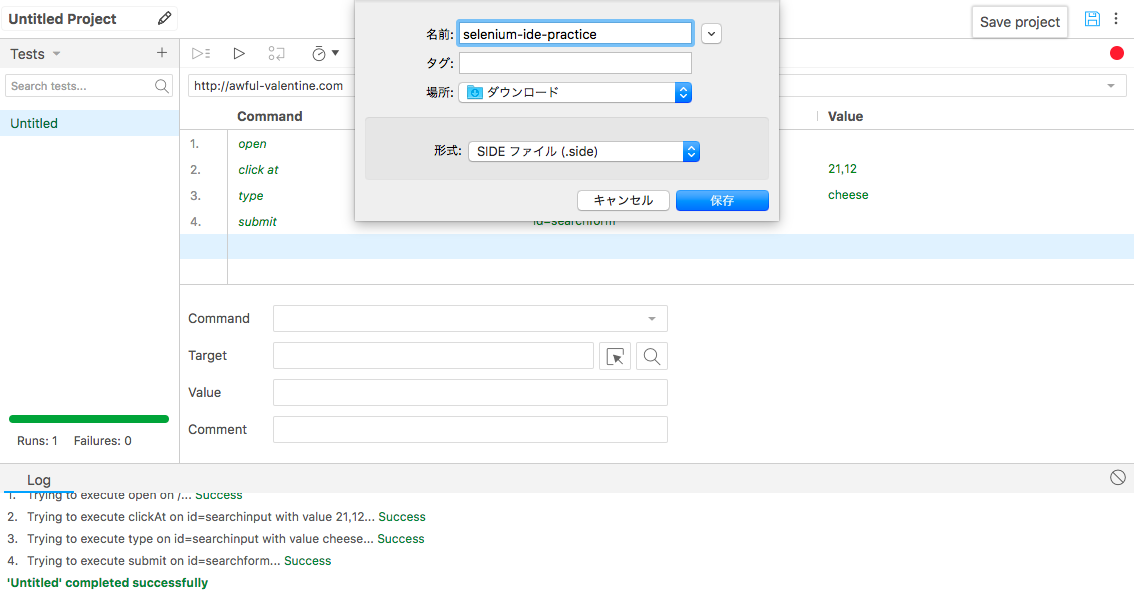 Untitled Project
Save project
名前: selenium-ide-practice
タグ:
場所: ダウンロード
形式: SIDE ファイル (.side)
キャンセル 保存
Tests
Search tests...
Untitled
Runs: 1 Failures: 0
http://awful-valentine.com
Command Value
1. open
2. click at 21,12
3. type cheese
4. submit id=searchform
Command
Target
Value
Comment
Log
1. Trying to execute open on /... Success
2. Trying to execute clickAt on id=searchinput with value 21,12... Success
3. Trying to execute type on id=searchinput with value cheese... Success
4. Trying to execute submit on id=searchform... Success
'Untitled' completed successfully